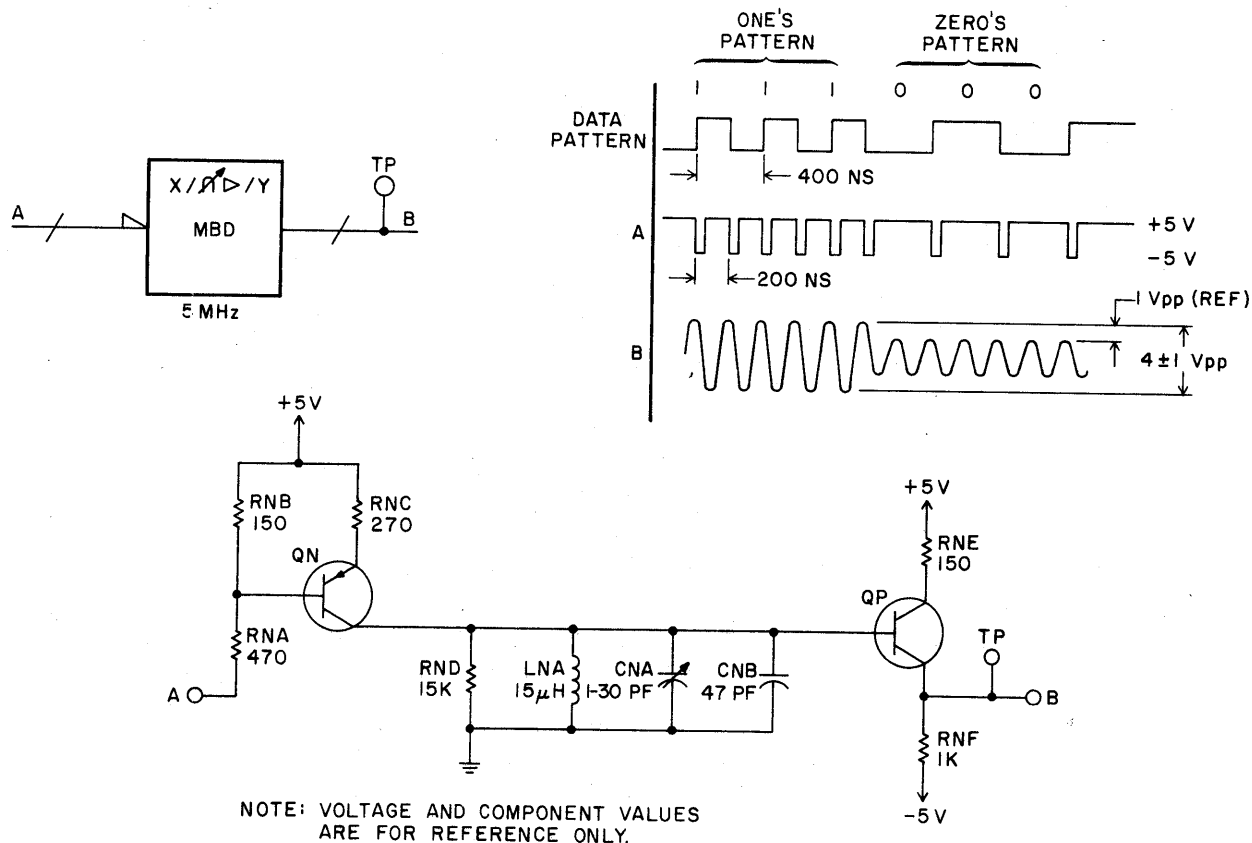 ONE'S
PATTERN
ZERO'S
PATTERN
1 1 1 0 0 0
DATA
PATTERN
400 NS
A
+5 V
-5 V
200 NS
1 Vpp (REF)
B
4±1 Vpp
X/ ▷/Y
MBD
5 MHz
A
TP
B
+5V
RNB
150
RNC
270
QN
RNA
470
A
RND
15K
LNA
15μH
CNA
1-30 PF
CNB
47 PF
+5V
RNE
150
QP
TP
B
RNF
1K
-5V
NOTE: VOLTAGE AND COMPONENT VALUES
ARE FOR REFERENCE ONLY.